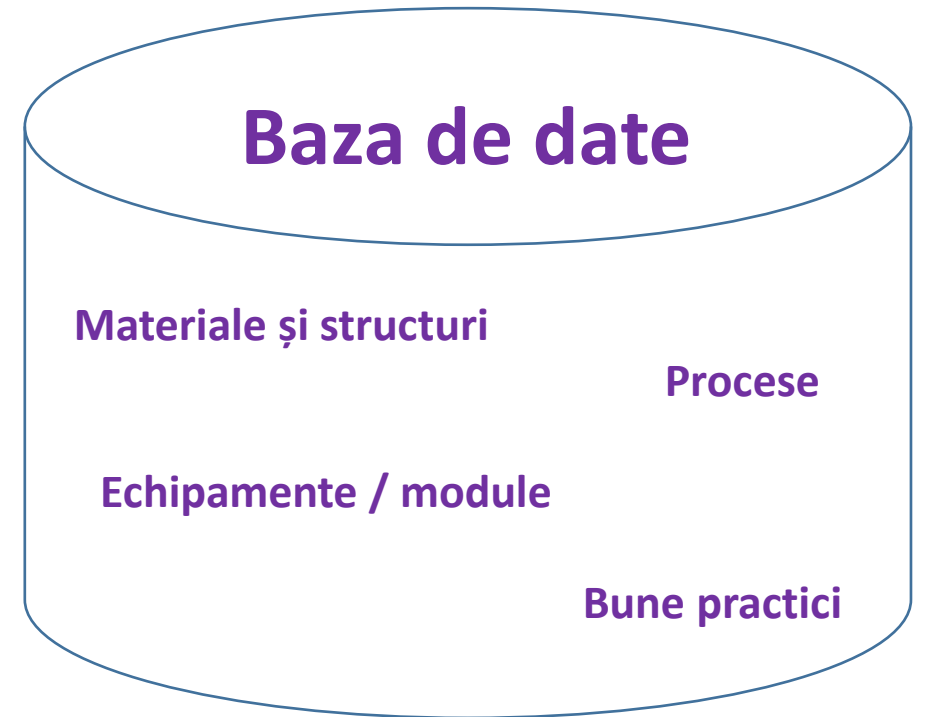 Baza de date
Materiale și structuri
Procese
Echipamente / module
Bune practici